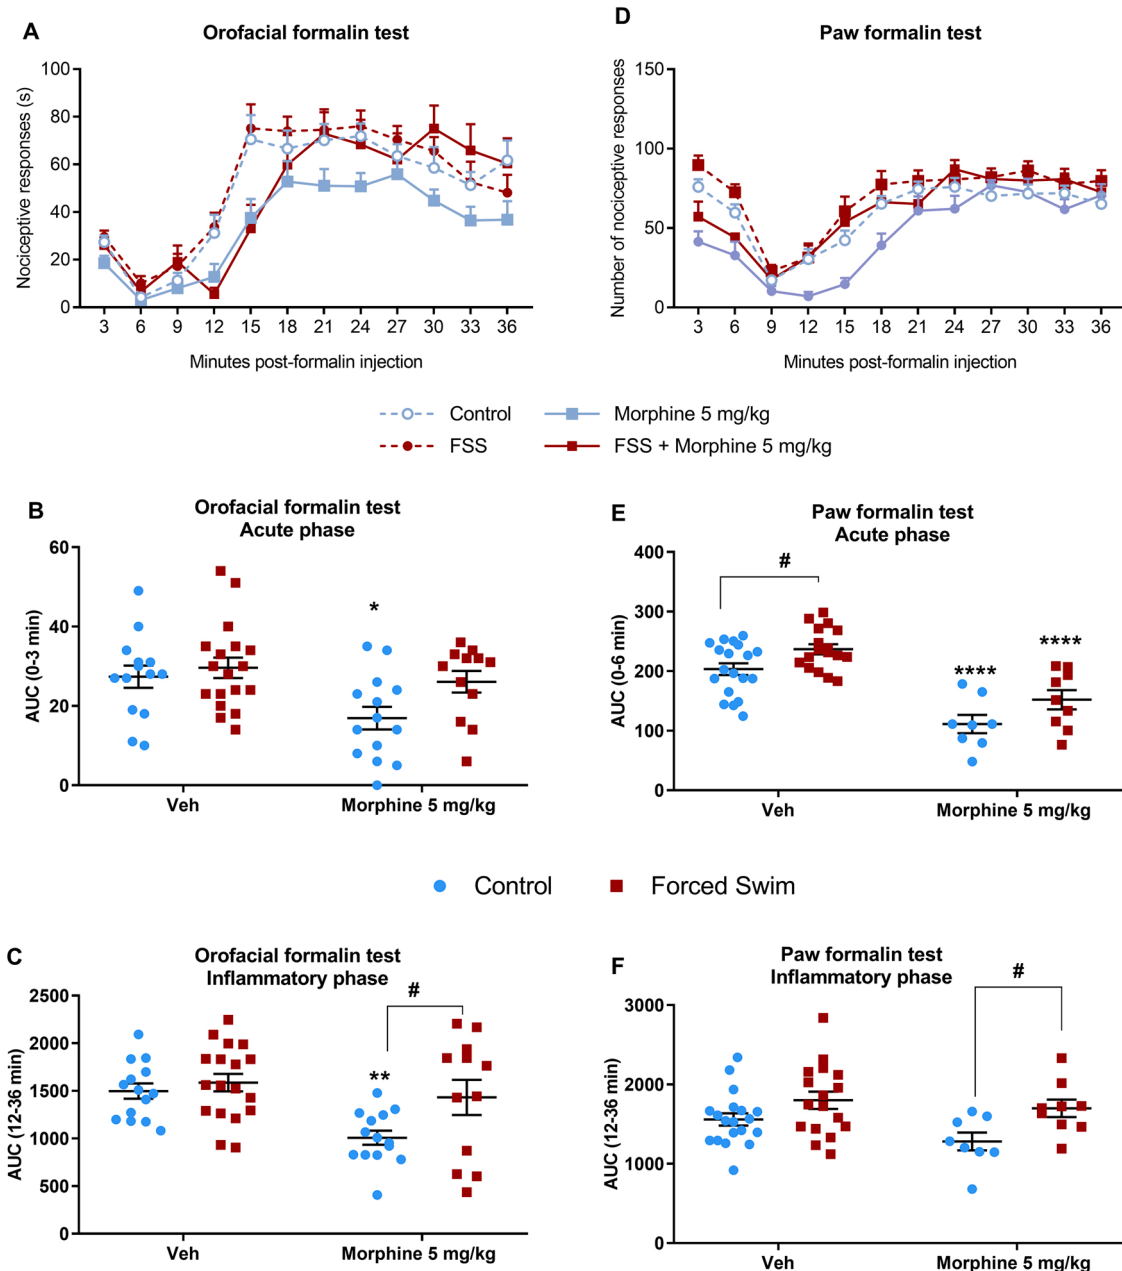 A
Orofacial formalin test
Nociceptive responses (s)
100
80
60
40
20
0
3 6 9 12 15 18 21 24 27 30 33 36
Minutes post-formalin injection
D
Paw formalin test
Number of nociceptive responses
150
100
50
0
3 6 9 12 15 18 21 24 27 30 33 36
Minutes post-formalin injection
Control
Morphine 5 mg/kg
FSS
FSS + Morphine 5 mg/kg
B
Orofacial formalin test
Acute phase
AUC (0-3 min)
60
40
20
0
*
Veh
Morphine 5 mg/kg
E
Paw formalin test
Acute phase
AUC (0-6 min)
400
300
200
100
0
#
****
****
Veh
Morphine 5 mg/kg
Control
Forced Swim
C
Orofacial formalin test
Inflammatory phase
AUC (12-36 min)
2500
2000
1500
1000
500
0
#
**
Veh
Morphine 5 mg/kg
F
Paw formalin test
Inflammatory phase
AUC (12-36 min)
3000
2000
1000
0
#
Veh
Morphine 5 mg/kg